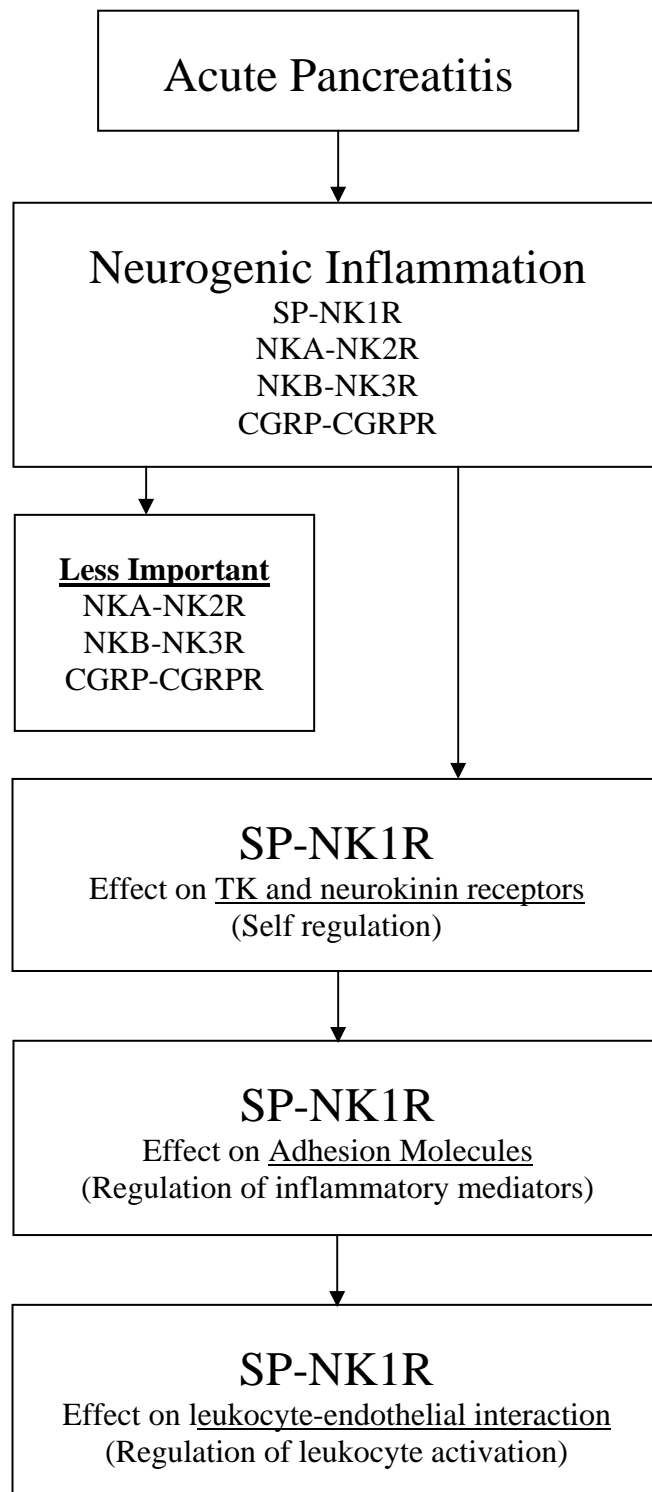 Acute Pancreatitis
Neurogenic Inflammation
SP-NK1R
NKA-NK2R
NKB-NK3R
CGRP-CGRPR
Less Important
NKA-NK2R
NKB-NK3R
CGRP-CGRPR
SP-NK1R
Effect on TK and neurokinin receptors
(Self regulation)
SP-NK1R
Effect on Adhesion Molecules
(Regulation of inflammatory mediators)
SP-NK1R
Effect on leukocyte-endothelial interaction
(Regulation of leukocyte activation)